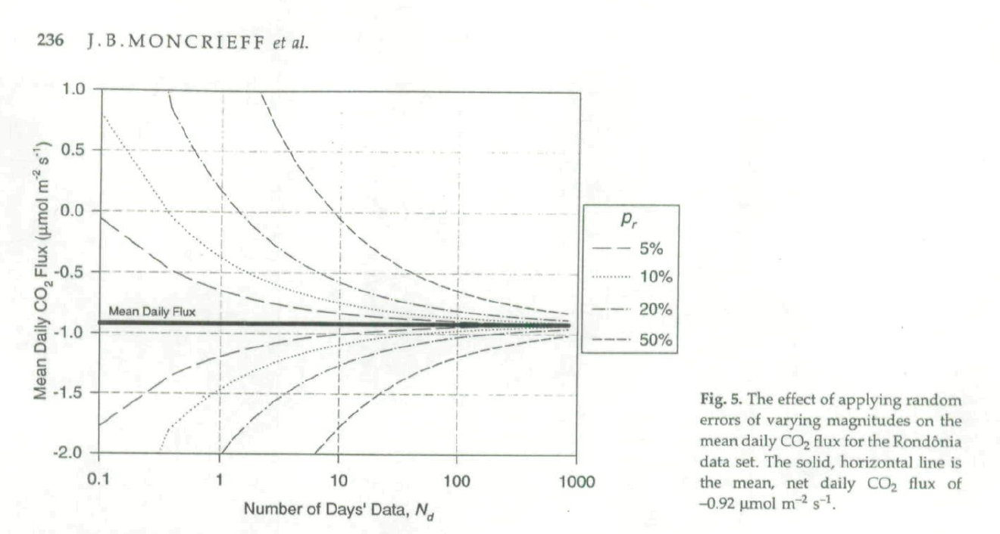 236 J.B.MONCRIEFF et al.
1.0
0.5
0.0
-0.5
-1.0
-1.5
-2.0
Mean Daily CO₂ Flux (µmol m⁻² s⁻¹)
Mean Daily Flux
0.1 1 10 100 1000
Number of Days' Data, N_d
p_r
5%
10%
20%
50%
Fig. 5. The effect of applying random
errors of varying magnitudes on the
mean daily CO₂ flux for the Rondônia
data set. The solid, horizontal line is
the mean, net daily CO₂ flux of
–0.92 µmol m⁻² s⁻¹.